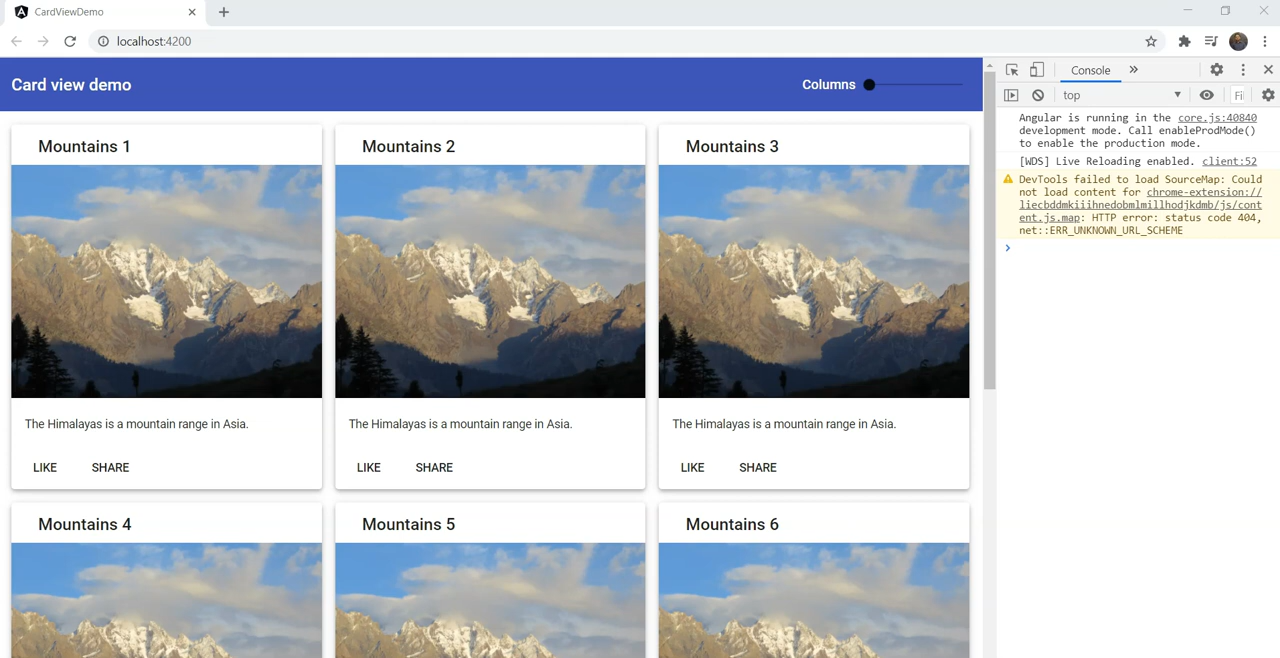 CardViewDemo
localhost:4200
Card view demo
Columns
Console
top
Fi
Angular is running in the core.js:40840
development mode. Call enableProdMode()
to enable the production mode.
[WDS] Live Reloading enabled. client:52
DevTools failed to load SourceMap: Could
not load content for chrome-extension://
liecbddmkiiihnedobmlmillhodjkdmb/js/cont
ent.js.map: HTTP error: status code 404,
net::ERR_UNKNOWN_URL_SCHEME
Mountains 1
Mountains 2
Mountains 3
The Himalayas is a mountain range in Asia.
The Himalayas is a mountain range in Asia.
The Himalayas is a mountain range in Asia.
LIKE SHARE
LIKE SHARE
LIKE SHARE
Mountains 4
Mountains 5
Mountains 6